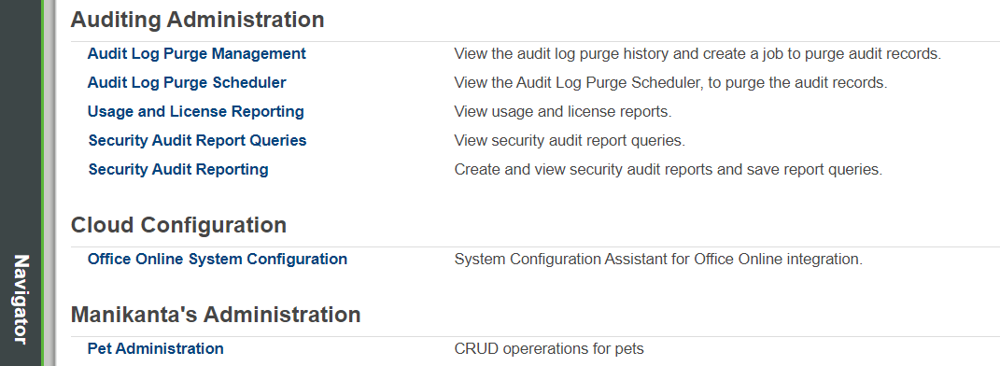 Auditing Administration
Audit Log Purge Management View the audit log purge history and create a job to purge audit records.
Audit Log Purge Scheduler View the Audit Log Purge Scheduler, to purge the audit records.
Usage and License Reporting View usage and license reports.
Security Audit Report Queries View security audit report queries.
Security Audit Reporting Create and view security audit reports and save report queries.
Cloud Configuration
Office Online System Configuration System Configuration Assistant for Office Online integration.
Manikanta's Administration
Pet Administration CRUD opererations for pets
Navigator